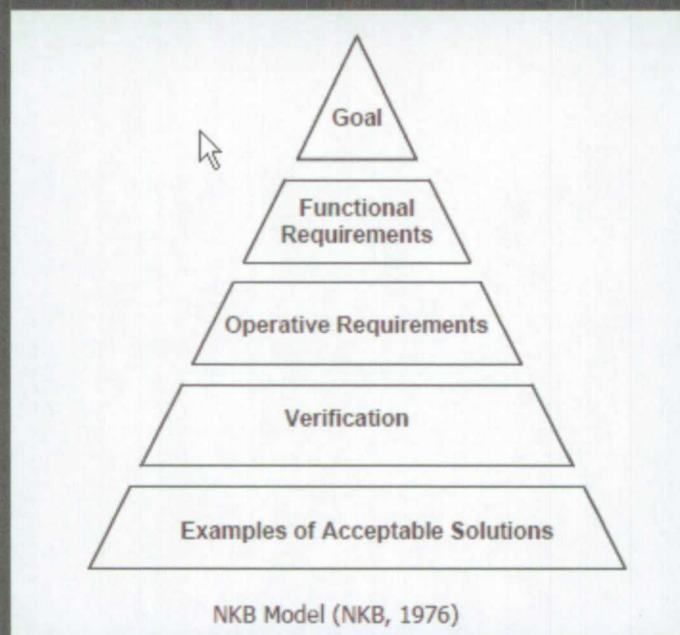 Goal
Functional
Requirements
Operative Requirements
Verification
Examples of Acceptable Solutions
NKB Model (NKB, 1976)